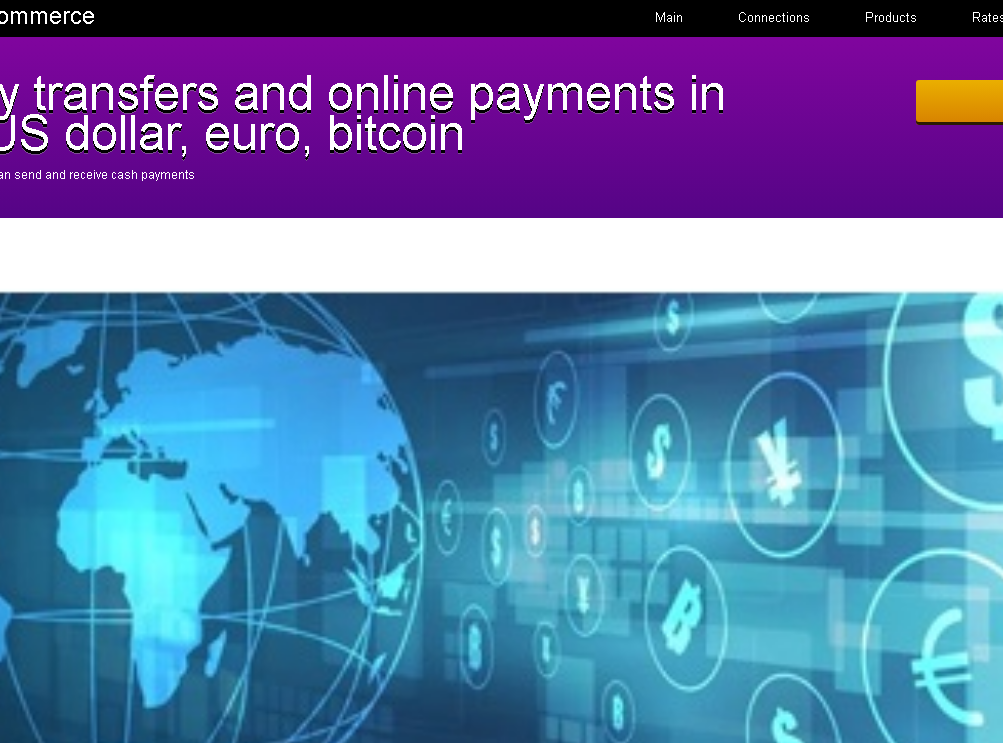 ommerce
Main Connections Products Rates
y transfers and online payments in
US dollar, euro, bitcoin
an send and receive cash payments